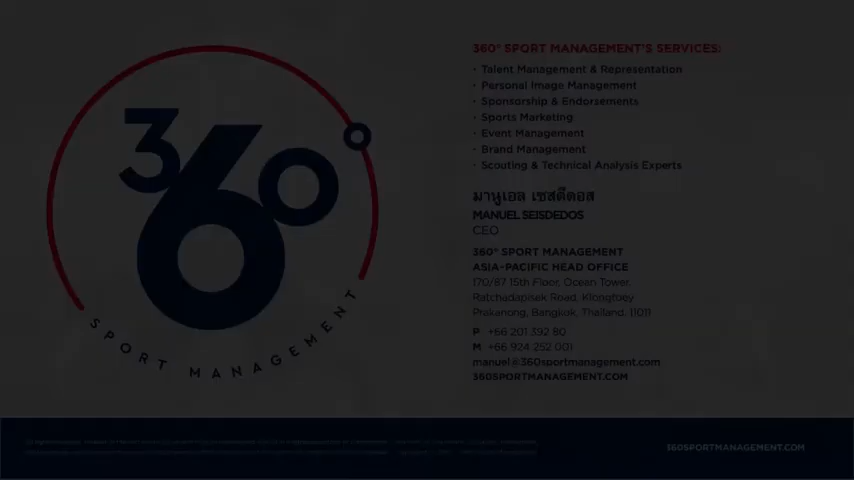 360°
SPORT MANAGEMENT
360° SPORT MANAGEMENT'S SERVICES:
· Talent Management & Representation
· Personal Image Management
· Sponsorship & Endorsements
· Sports Marketing
· Event Management
· Brand Management
· Scouting & Technical Analysis Experts
มานูเอล เซสดีดอส
MANUEL SEISDEDOS
CEO
360° SPORT MANAGEMENT
ASIA-PACIFIC HEAD OFFICE
170/87 15th Floor, Ocean Tower,
Ratchadapisek Road, Klongtoey
Prakanong, Bangkok, Thailand, 11011
P +66 201 392 80
M +66 924 252 001
manuel@360sportmanagement.com
360SPORTMANAGEMENT.COM
360SPORTMANAGEMENT.COM